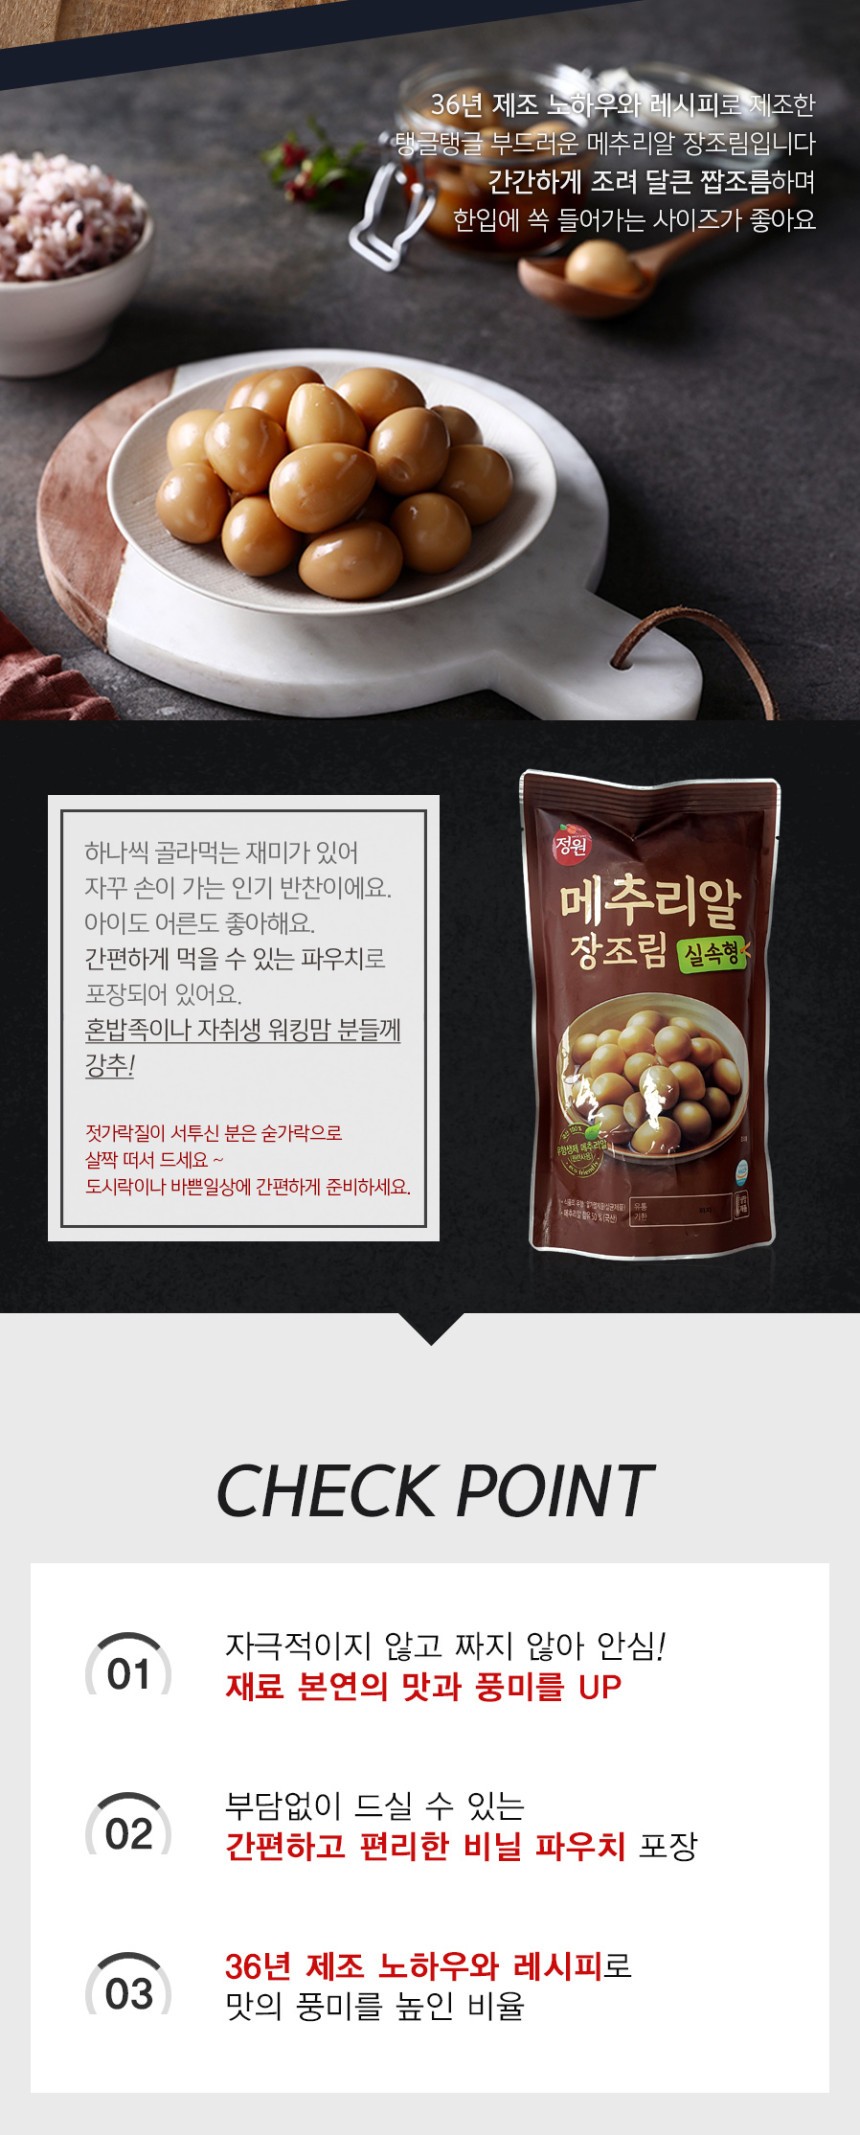 36년 제조 노하우와 레시피로 제조한
탱글탱글 부드러운 메추리알 장조림입니다
간간하게 조려 달큰 짭조름하며
한입에 쏙 들어가는 사이즈가 좋아요
하나씩 골라먹는 재미가 있어
자꾸 손이 가는 인기 반찬이에요.
아이도 어른도 좋아해요.
간편하게 먹을 수 있는 파우치로
포장되어 있어요.
혼밥족이나 자취생 워킹맘 분들께
강추!
젓가락질이 서투신 분은 숟가락으로
살짝 떠서 드세요 ~
도시락이나 바쁜일상에 간편하게 준비하세요.
정원
메추리알
장조림 실속형
무항생제 메추리알
유통
기한
CHECK POINT
01
자극적이지 않고 짜지 않아 안심!
재료 본연의 맛과 풍미를 UP
02
부담없이 드실 수 있는
간편하고 편리한 비닐 파우치 포장
03
36년 제조 노하우와 레시피로
맛의 풍미를 높인 비율